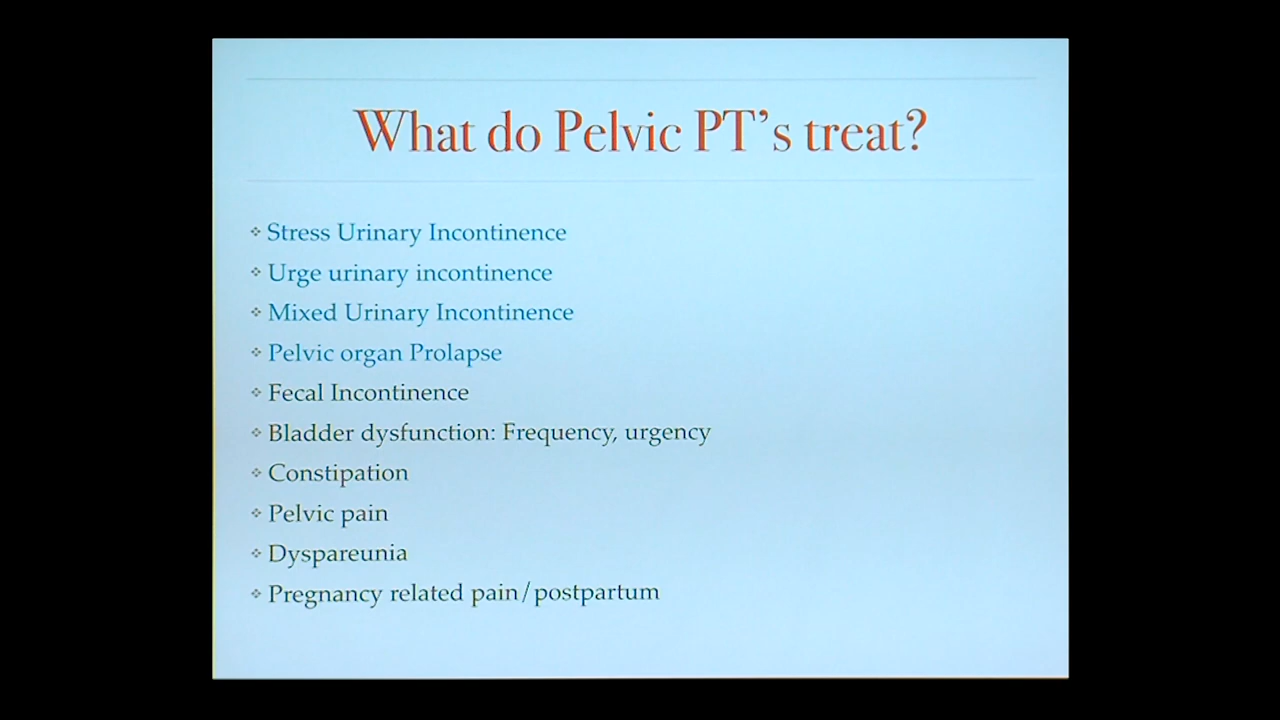 What do Pelvic PT's treat?
Stress Urinary Incontinence
Urge urinary incontinence
Mixed Urinary Incontinence
Pelvic organ Prolapse
Fecal Incontinence
Bladder dysfunction: Frequency, urgency
Constipation
Pelvic pain
Dyspareunia
Pregnancy related pain/postpartum